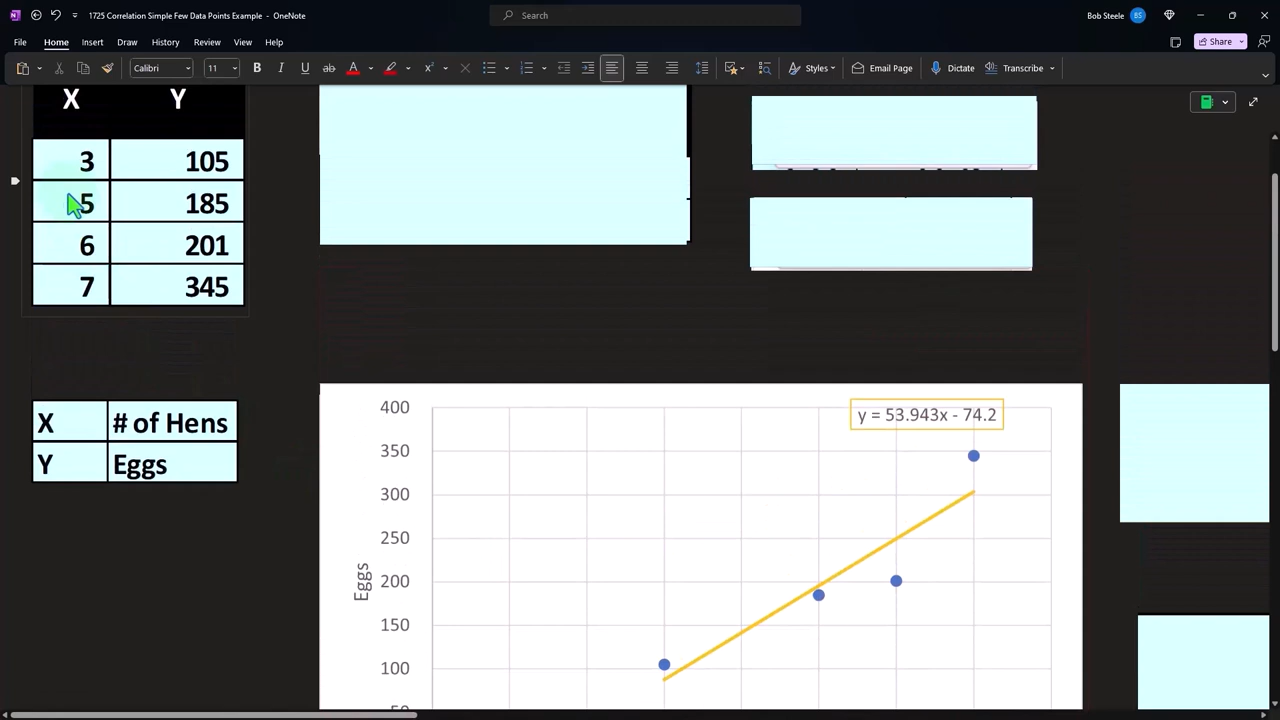 1725 Correlation Simple Few Data Points Example - OneNote
Search
Bob Steele
BS
File Home Insert Draw History Review View Help
Share
Calibri 11
Email Page
Styles
Dictate
Transcribe
X Y
3 105
5 185
6 201
7 345
X # of Hens
Y Eggs
y = 53.943x - 74.2
400
350
300
250
200
150
100
Eggs